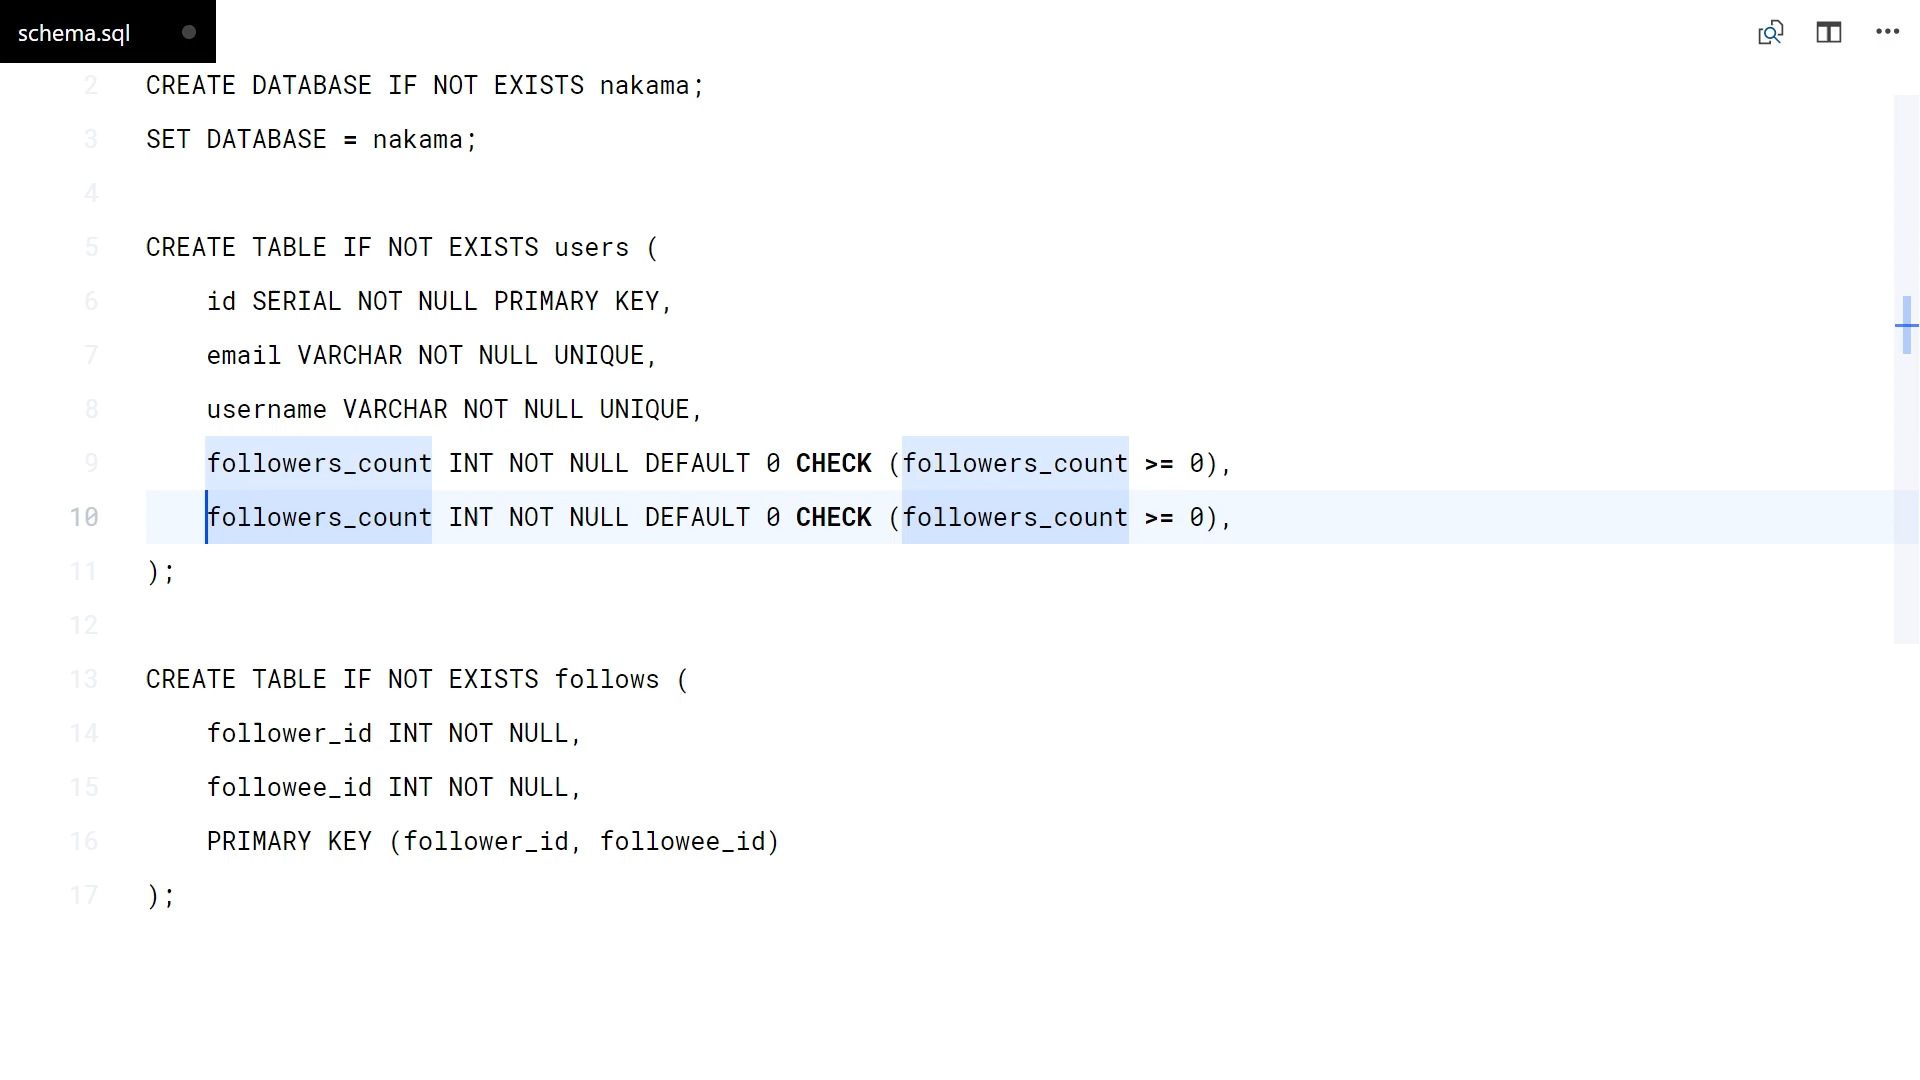 schema.sql
2 CREATE DATABASE IF NOT EXISTS nakama;
3 SET DATABASE = nakama;
4
5 CREATE TABLE IF NOT EXISTS users (
6 id SERIAL NOT NULL PRIMARY KEY,
7 email VARCHAR NOT NULL UNIQUE,
8 username VARCHAR NOT NULL UNIQUE,
9 followers_count INT NOT NULL DEFAULT 0 CHECK (followers_count >= 0),
10 followers_count INT NOT NULL DEFAULT 0 CHECK (followers_count >= 0),
11 );
12
13 CREATE TABLE IF NOT EXISTS follows (
14 follower_id INT NOT NULL,
15 followee_id INT NOT NULL,
16 PRIMARY KEY (follower_id, followee_id)
17 );